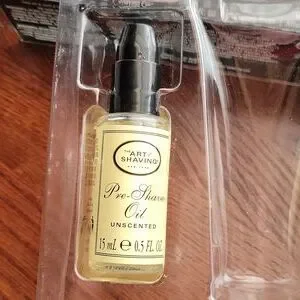 THE ART OF
SHAVING
Pre-Shave
Oil
UNSCENTED
15 mL ℮ 0.5 FL. OZ.